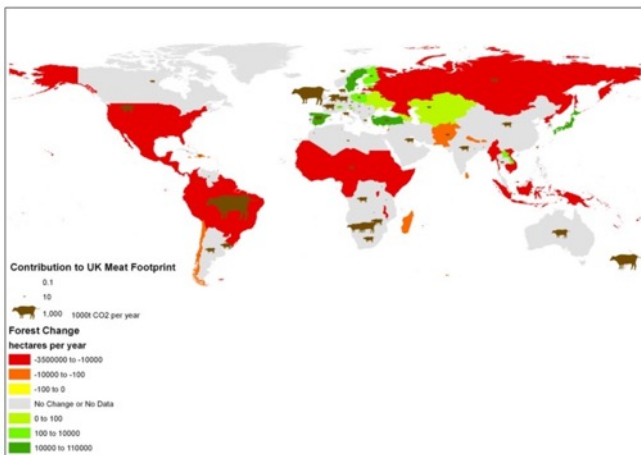 Contribution to UK Meat Footprint
0.1
10
1,000 1000t CO2 per year
Forest Change
hectares per year
-3500000 to -10000
-10000 to -100
-100 to 0
No Change or No Data
0 to 100
100 to 10000
10000 to 110000